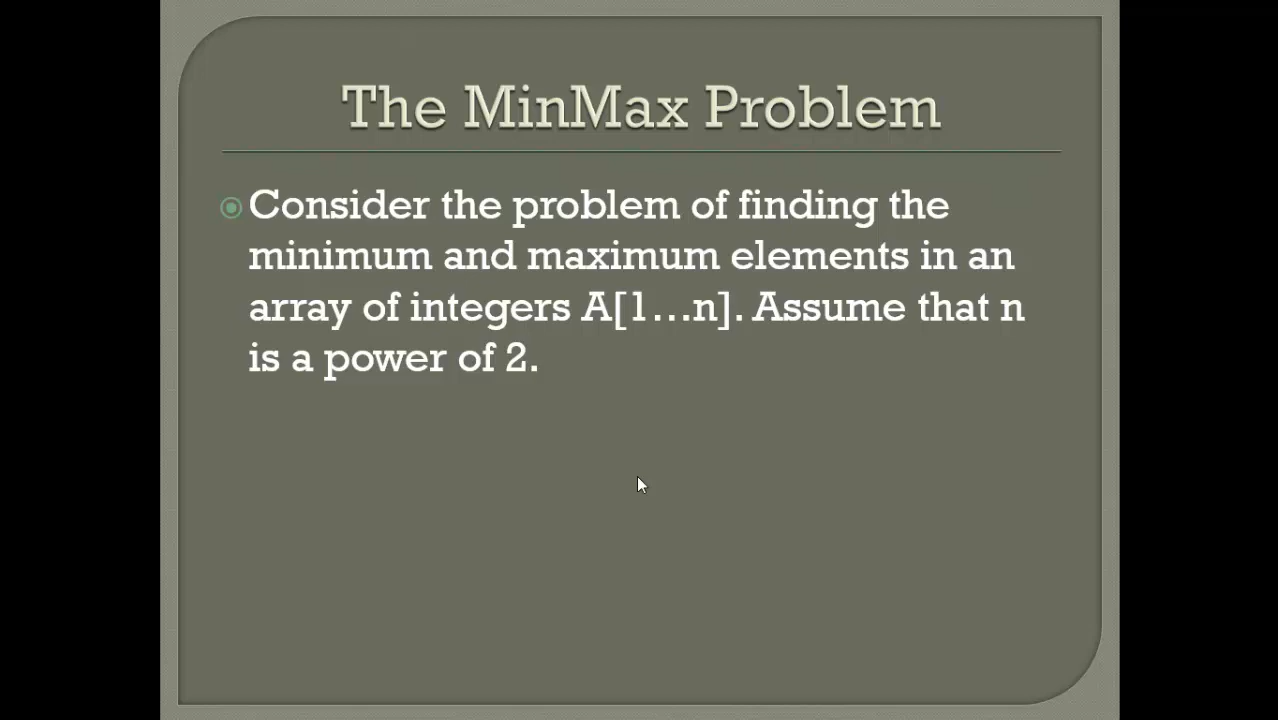 The MinMax Problem
Consider the problem of finding the
minimum and maximum elements in an
array of integers A[1…n]. Assume that n
is a power of 2.